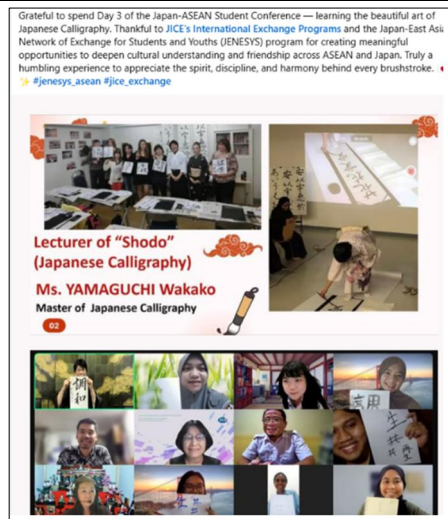 Grateful to spend Day 3 of the Japan-ASEAN Student Conference — learning the beautiful art of
Japanese Calligraphy. Thankful to JICE's International Exchange Programs and the Japan-East Asia
Network of Exchange for Students and Youths (JENESYS) program for creating meaningful
opportunities to deepen cultural understanding and friendship across ASEAN and Japan. Truly a
humbling experience to appreciate the spirit, discipline, and harmony behind every brushstroke.
✨ #jenesys_asean #jice_exchange
Lecturer of “Shodo”
(Japanese Calligraphy)
Ms. YAMAGUCHI Wakako
Master of Japanese Calligraphy
02
調和